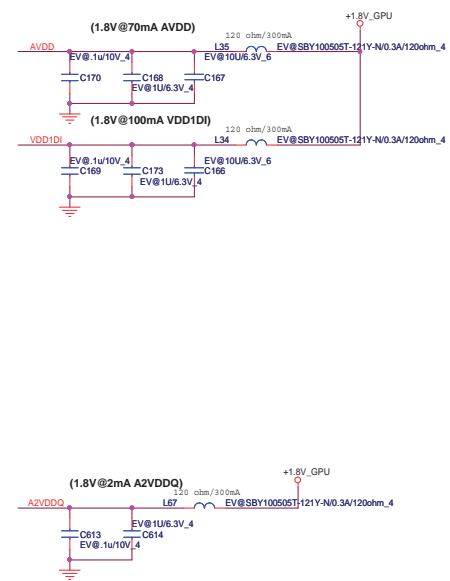 +1.8V_GPU
(1.8V@70mA AVDD)
120 ohm/300mA
AVDD
L35
EV@SBY100505T-121Y-N/0.3A/120ohm_4
EV@.1u/10V_4
EV@10U/6.3V_6
C170
C168
C167
EV@1U/6.3V_4
(1.8V@100mA VDD1DI)
120 ohm/300mA
VDD1DI
L34
EV@SBY100505T-121Y-N/0.3A/120ohm_4
EV@.1u/10V_4
EV@10U/6.3V_6
C169
C173
C166
EV@1U/6.3V_4
+1.8V_GPU
(1.8V@2mA A2VDDQ)
120 ohm/300mA
A2VDDQ
L67
EV@SBY100505T-121Y-N/0.3A/120ohm_4
EV@1U/6.3V_4
C613
C614
EV@.1u/10V_4